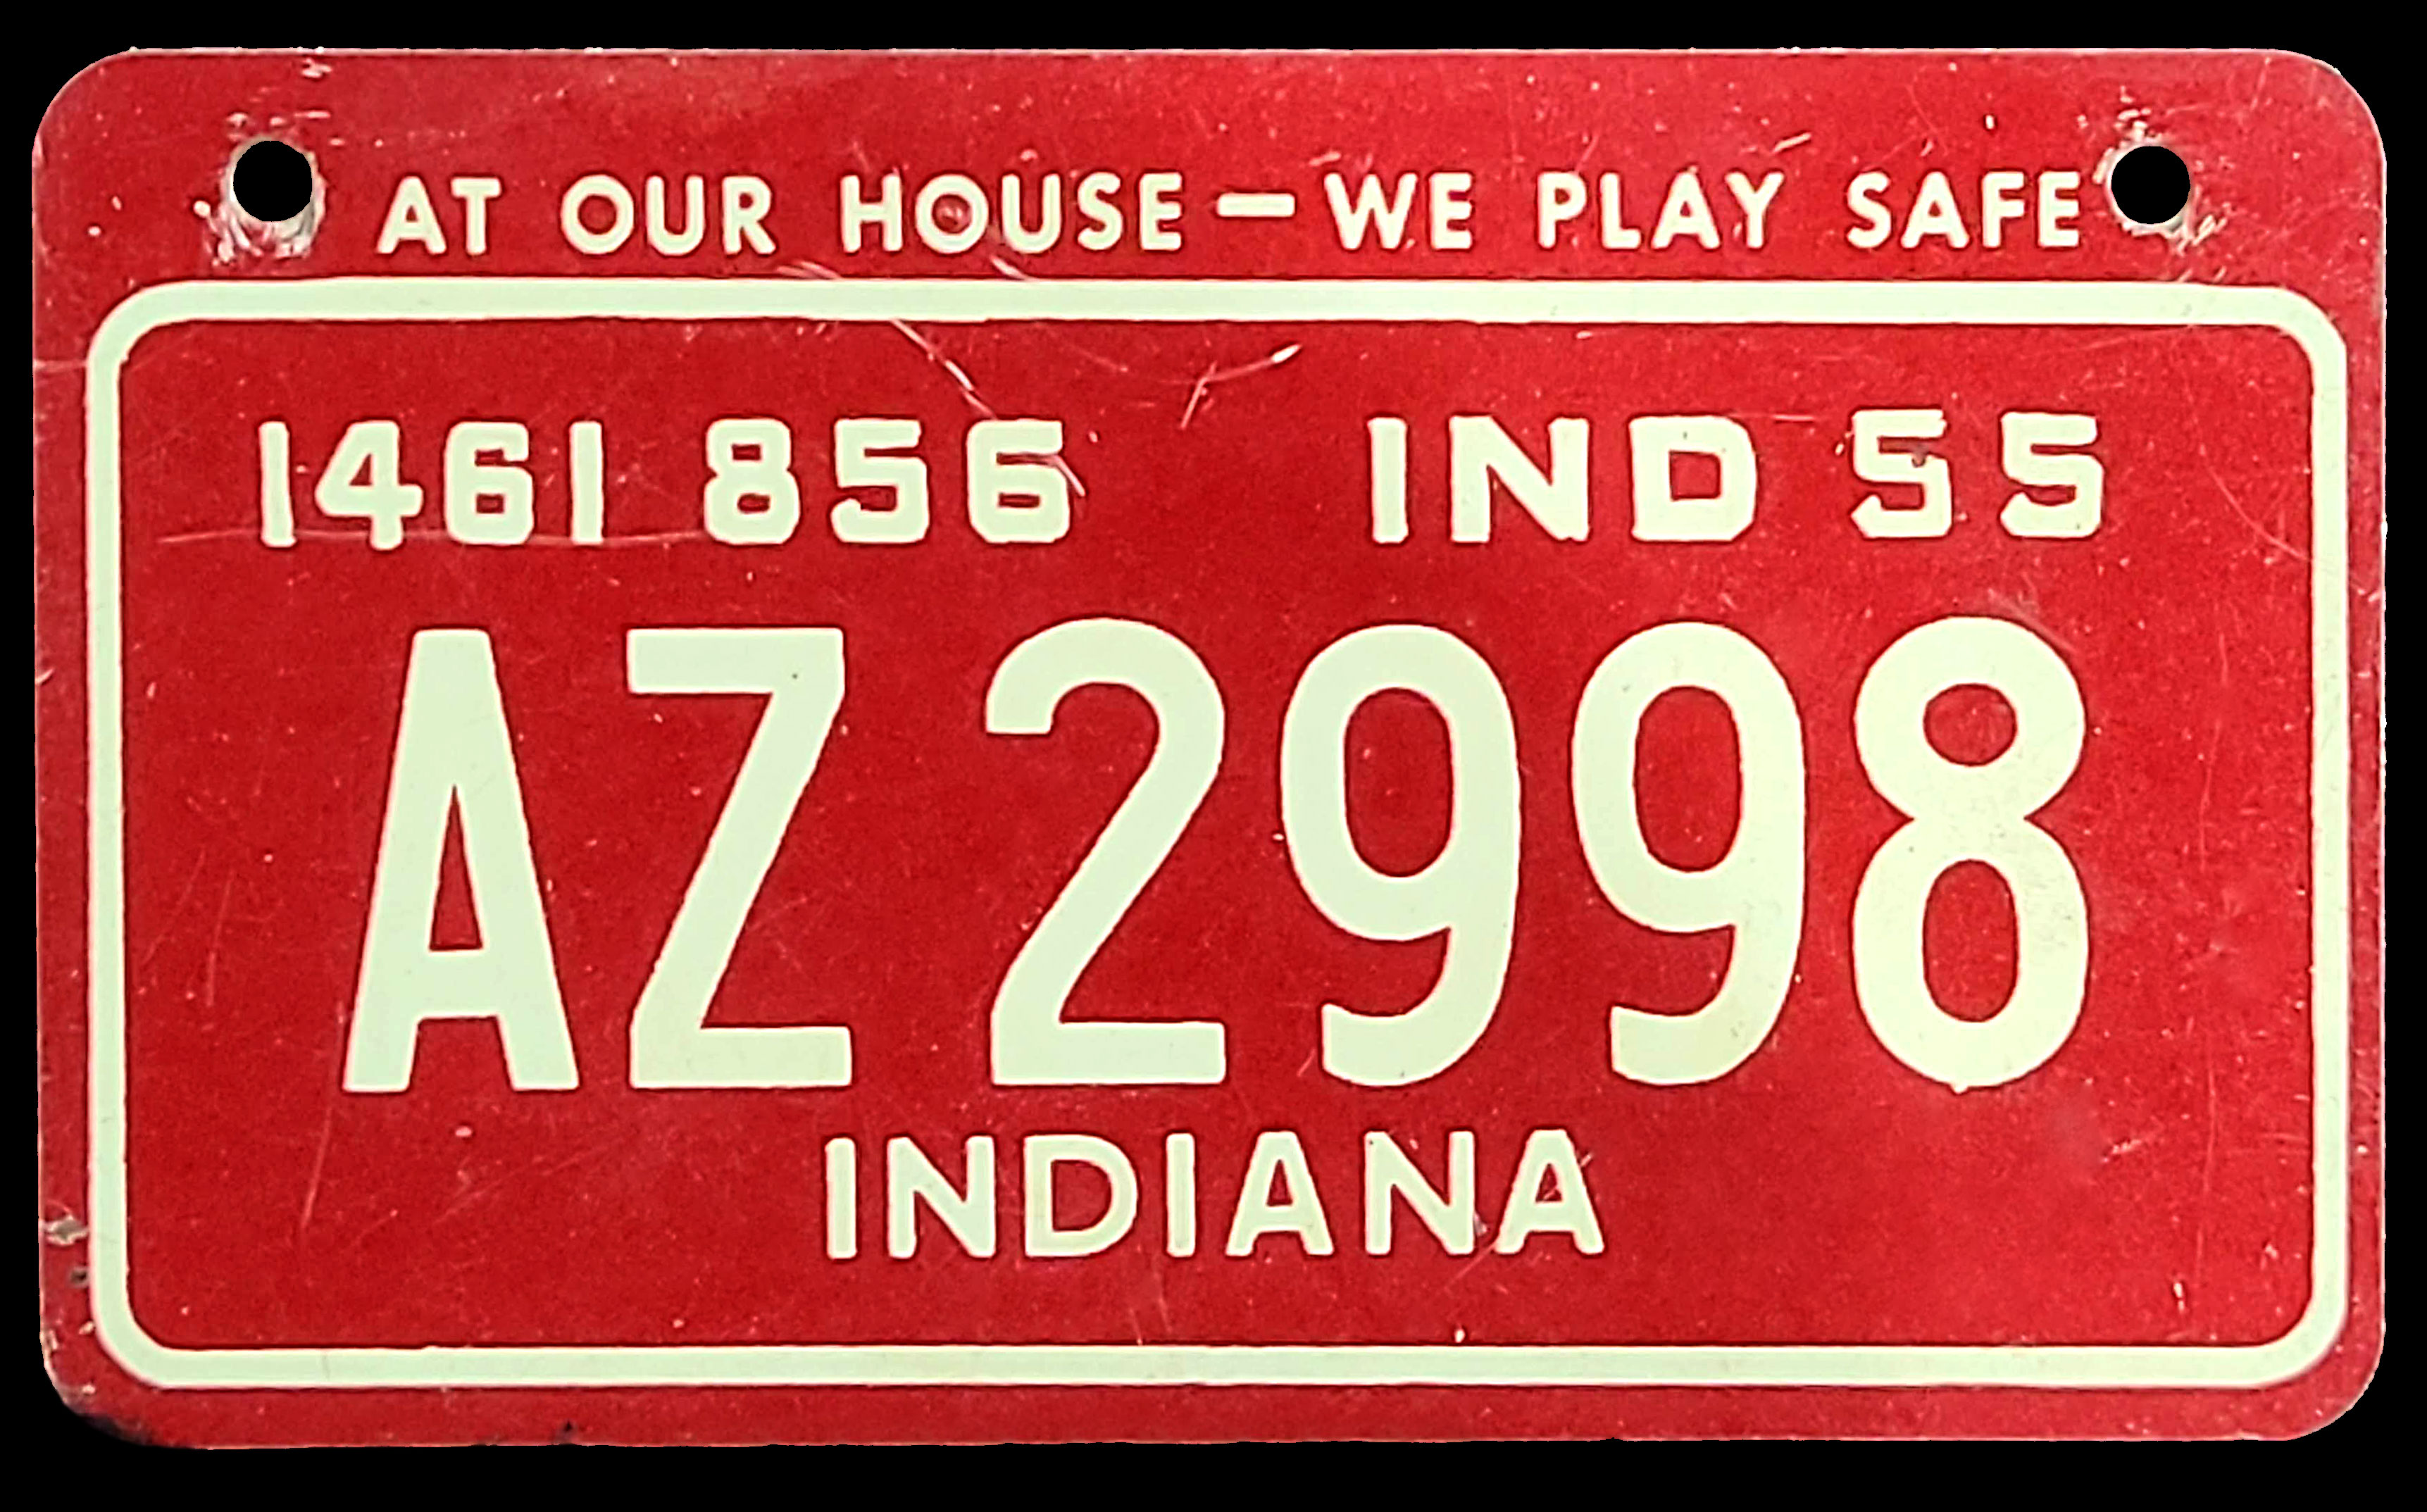 AT OUR HOUSE — WE PLAY SAFE
1461 856 IND 55
AZ 2998
INDIANA